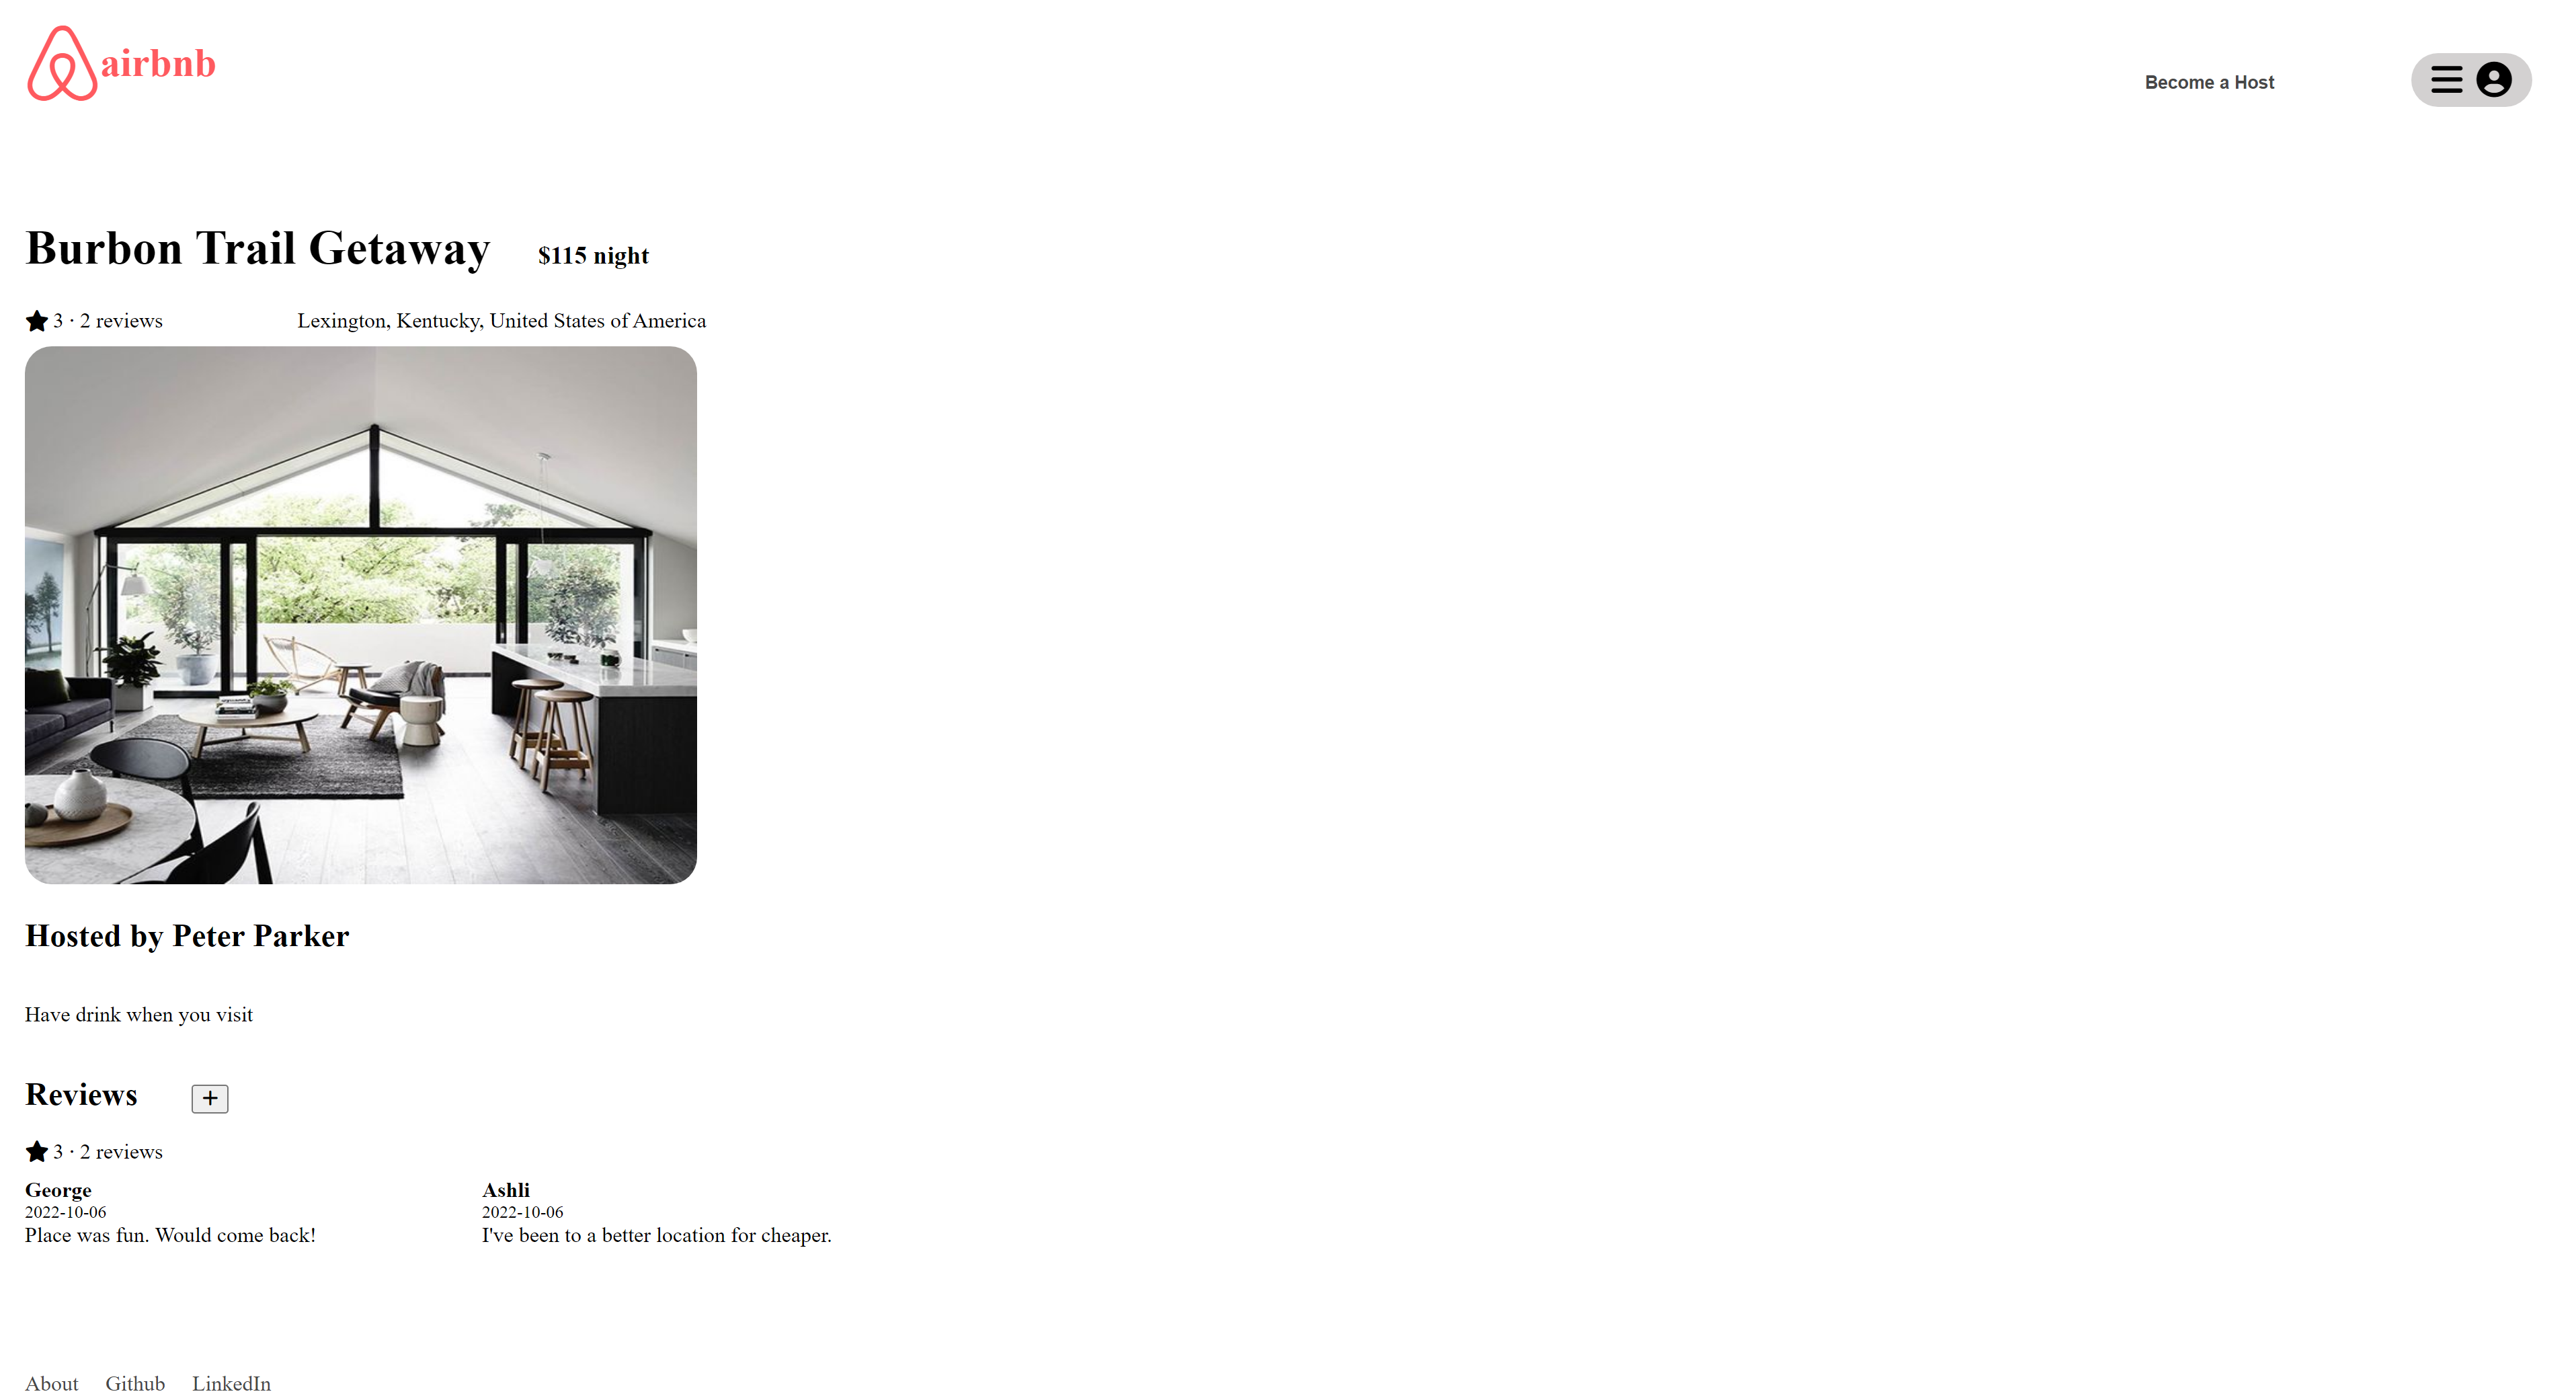 airbnb
Become a Host
Burbon Trail Getaway $115 night
3 · 2 reviews Lexington, Kentucky, United States of America
Hosted by Peter Parker
Have drink when you visit
Reviews +
3 · 2 reviews
George
2022-10-06
Place was fun. Would come back!
Ashli
2022-10-06
I've been to a better location for cheaper.
About Github LinkedIn